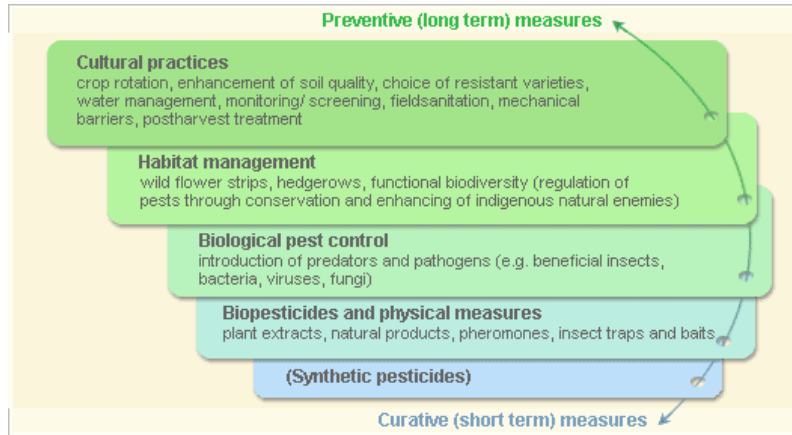 Preventive (long term) measures
Cultural practices
crop rotation, enhancement of soil quality, choice of resistant varieties,
water management, monitoring/ screening, fieldsanitation, mechanical
barriers, postharvest treatment
Habitat management
wild flower strips, hedgerows, functional biodiversity (regulation of
pests through conservation and enhancing of indigenous natural enemies)
Biological pest control
introduction of predators and pathogens (e.g. beneficial insects,
bacteria, viruses, fungi)
Biopesticides and physical measures
plant extracts, natural products, pheromones, insect traps and baits
(Synthetic pesticides)
Curative (short term) measures